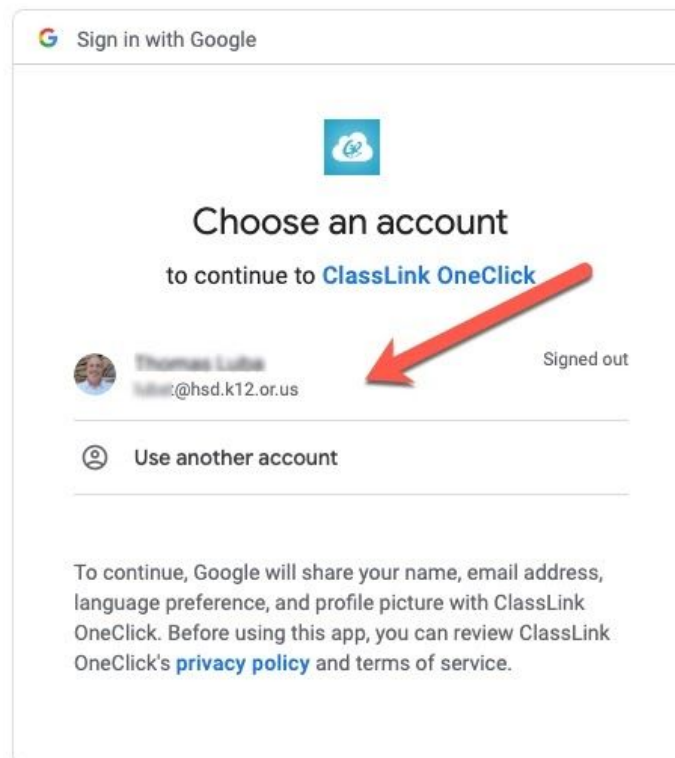 Sign in with Google
Choose an account
to continue to ClassLink OneClick
Signed out
@hsd.k12.or.us
Use another account
To continue, Google will share your name, email address,
language preference, and profile picture with ClassLink
OneClick. Before using this app, you can review ClassLink
OneClick's privacy policy and terms of service.